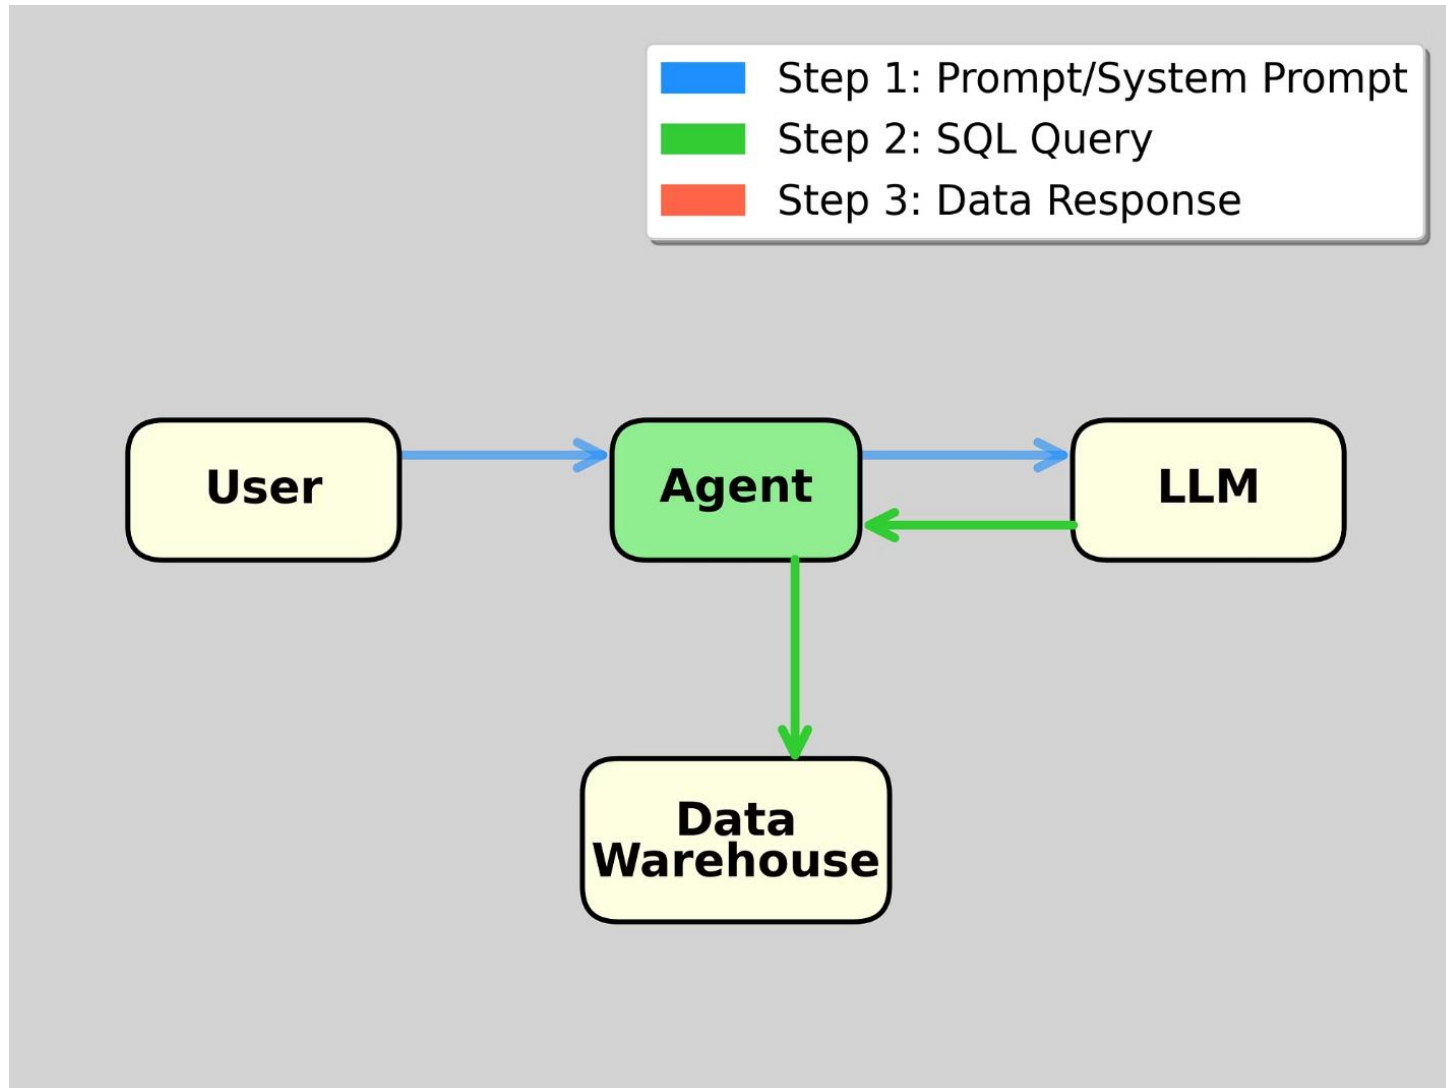 Step 1: Prompt/System Prompt
Step 2: SQL Query
Step 3: Data Response
User
Agent
LLM
Data
Warehouse